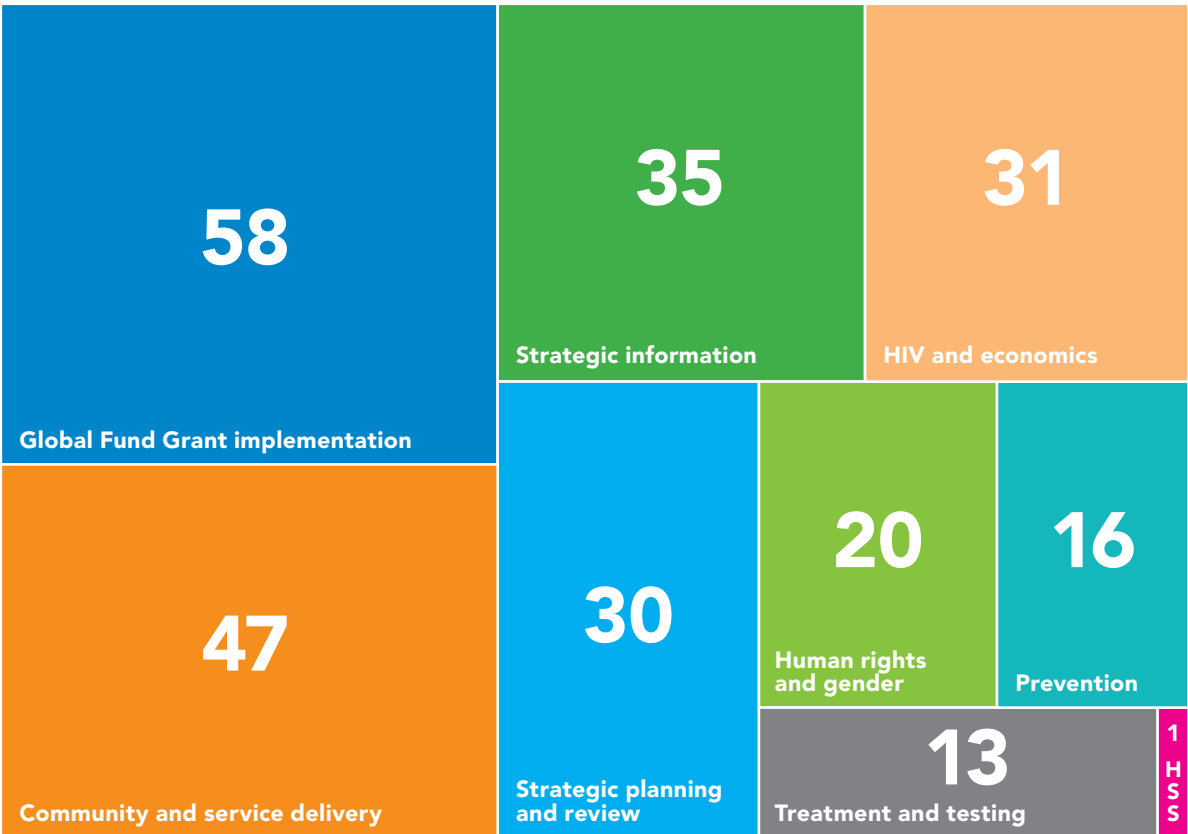 58
Global Fund Grant implementation
47
Community and service delivery
35
Strategic information
31
HIV and economics
30
Strategic planning
and review
20
Human rights
and gender
16
Prevention
13
Treatment and testing
1
H
S
S